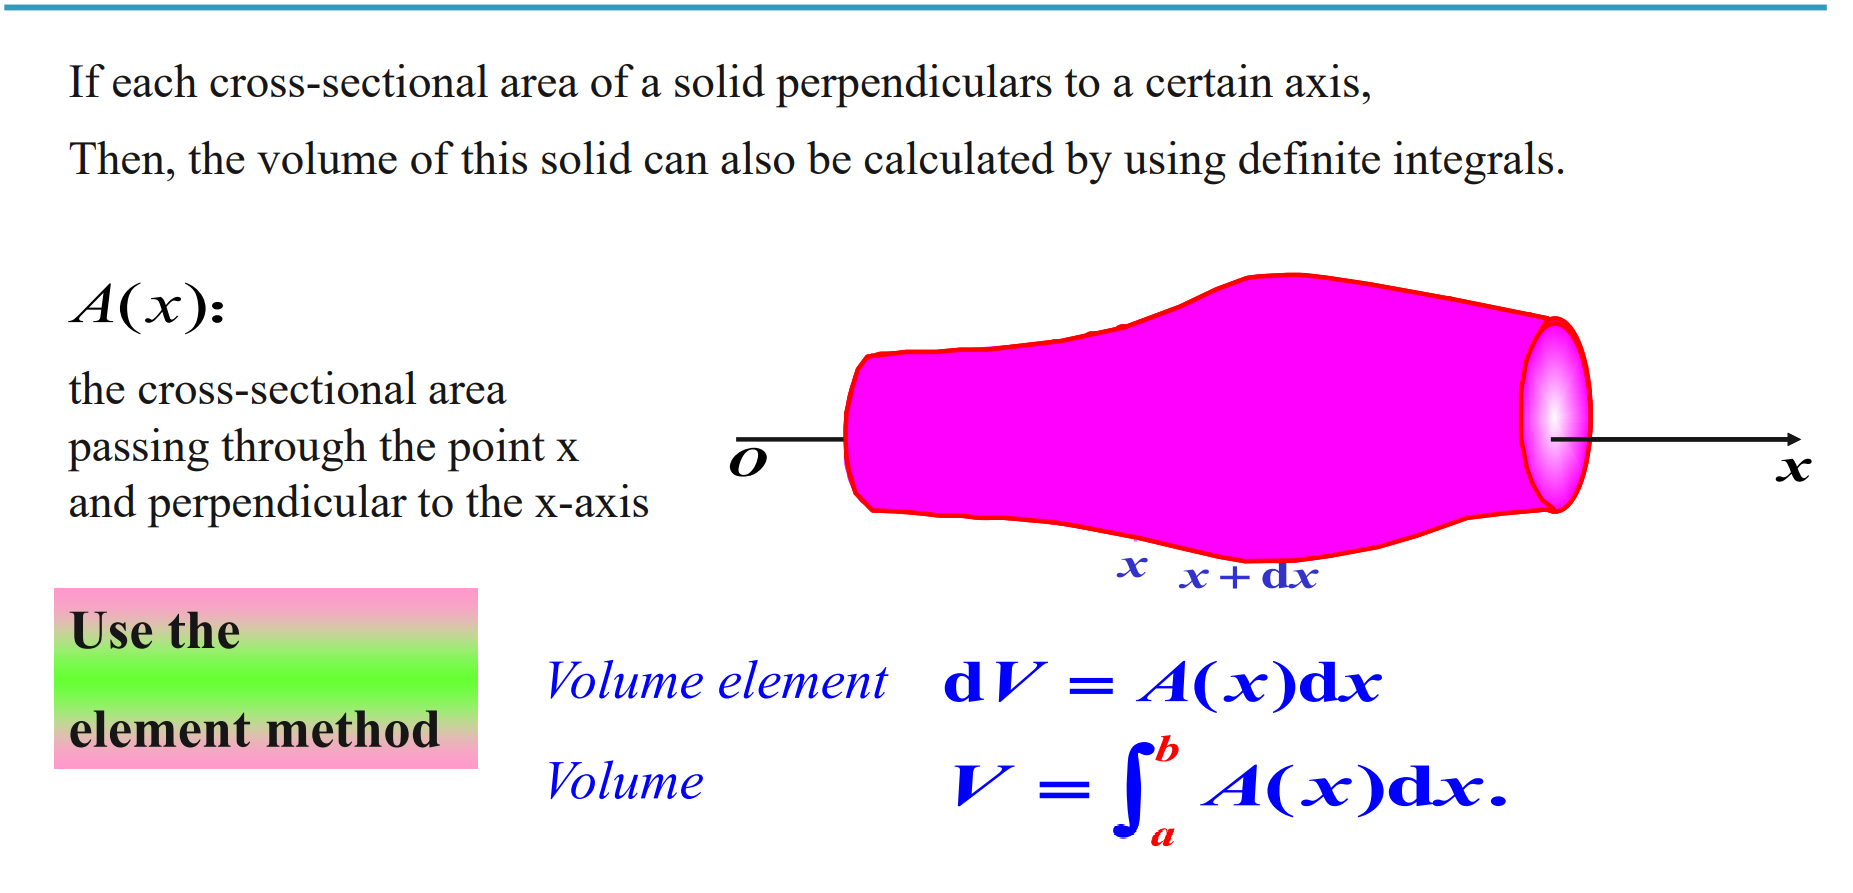 If each cross-sectional area of a solid perpendiculars to a certain axis,
Then, the volume of this solid can also be calculated by using definite integrals.
A(x):
the cross-sectional area
passing through the point x
and perpendicular to the x-axis
O
x
x x + dx
Use the
element method
Volume element dV = A(x)dx
Volume V = ∫_a^b A(x)dx.